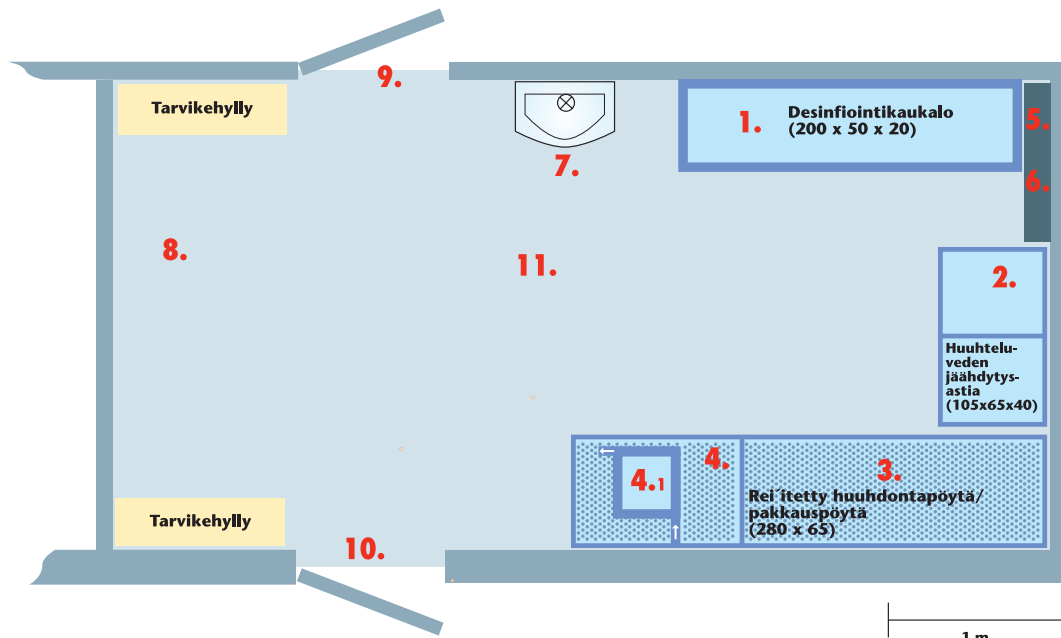 9.
Tarvikehylly
1.
Desinfiointikaukalo
(200 x 50 x 20)
5.
7.
6.
8.
11.
2.
Huuhtelu-
veden
jäähdytys-
astia
(105x65x40)
4.1
4.
3.
Rei´itetty huuhdontapöytä/
pakkauspöytä
(280 x 65)
Tarvikehylly
10.
1 m